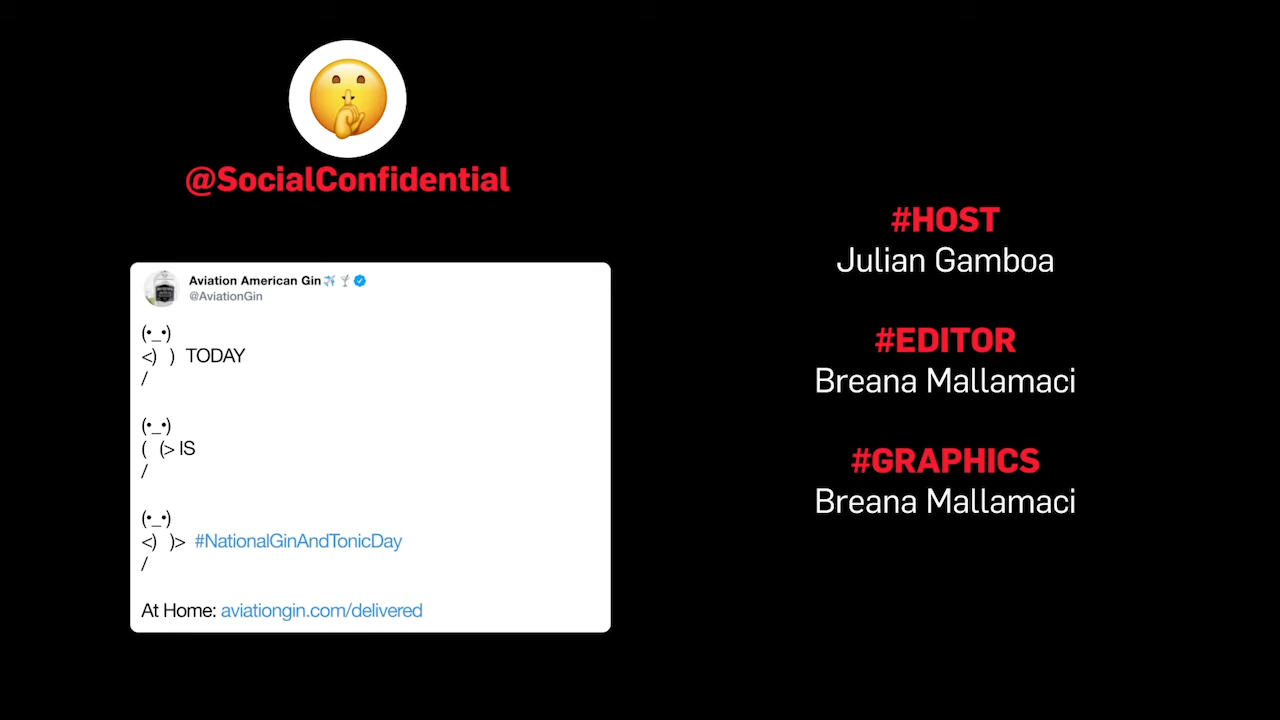 @SocialConfidential
Aviation American Gin✈️🍸
@AviationGin
(•_•)
<) ) TODAY
/
(•_•)
( (> IS
/
(•_•)
<) )> #NationalGinAndTonicDay
/
At Home: aviationgin.com/delivered
#HOST
Julian Gamboa
#EDITOR
Breana Mallamaci
#GRAPHICS
Breana Mallamaci